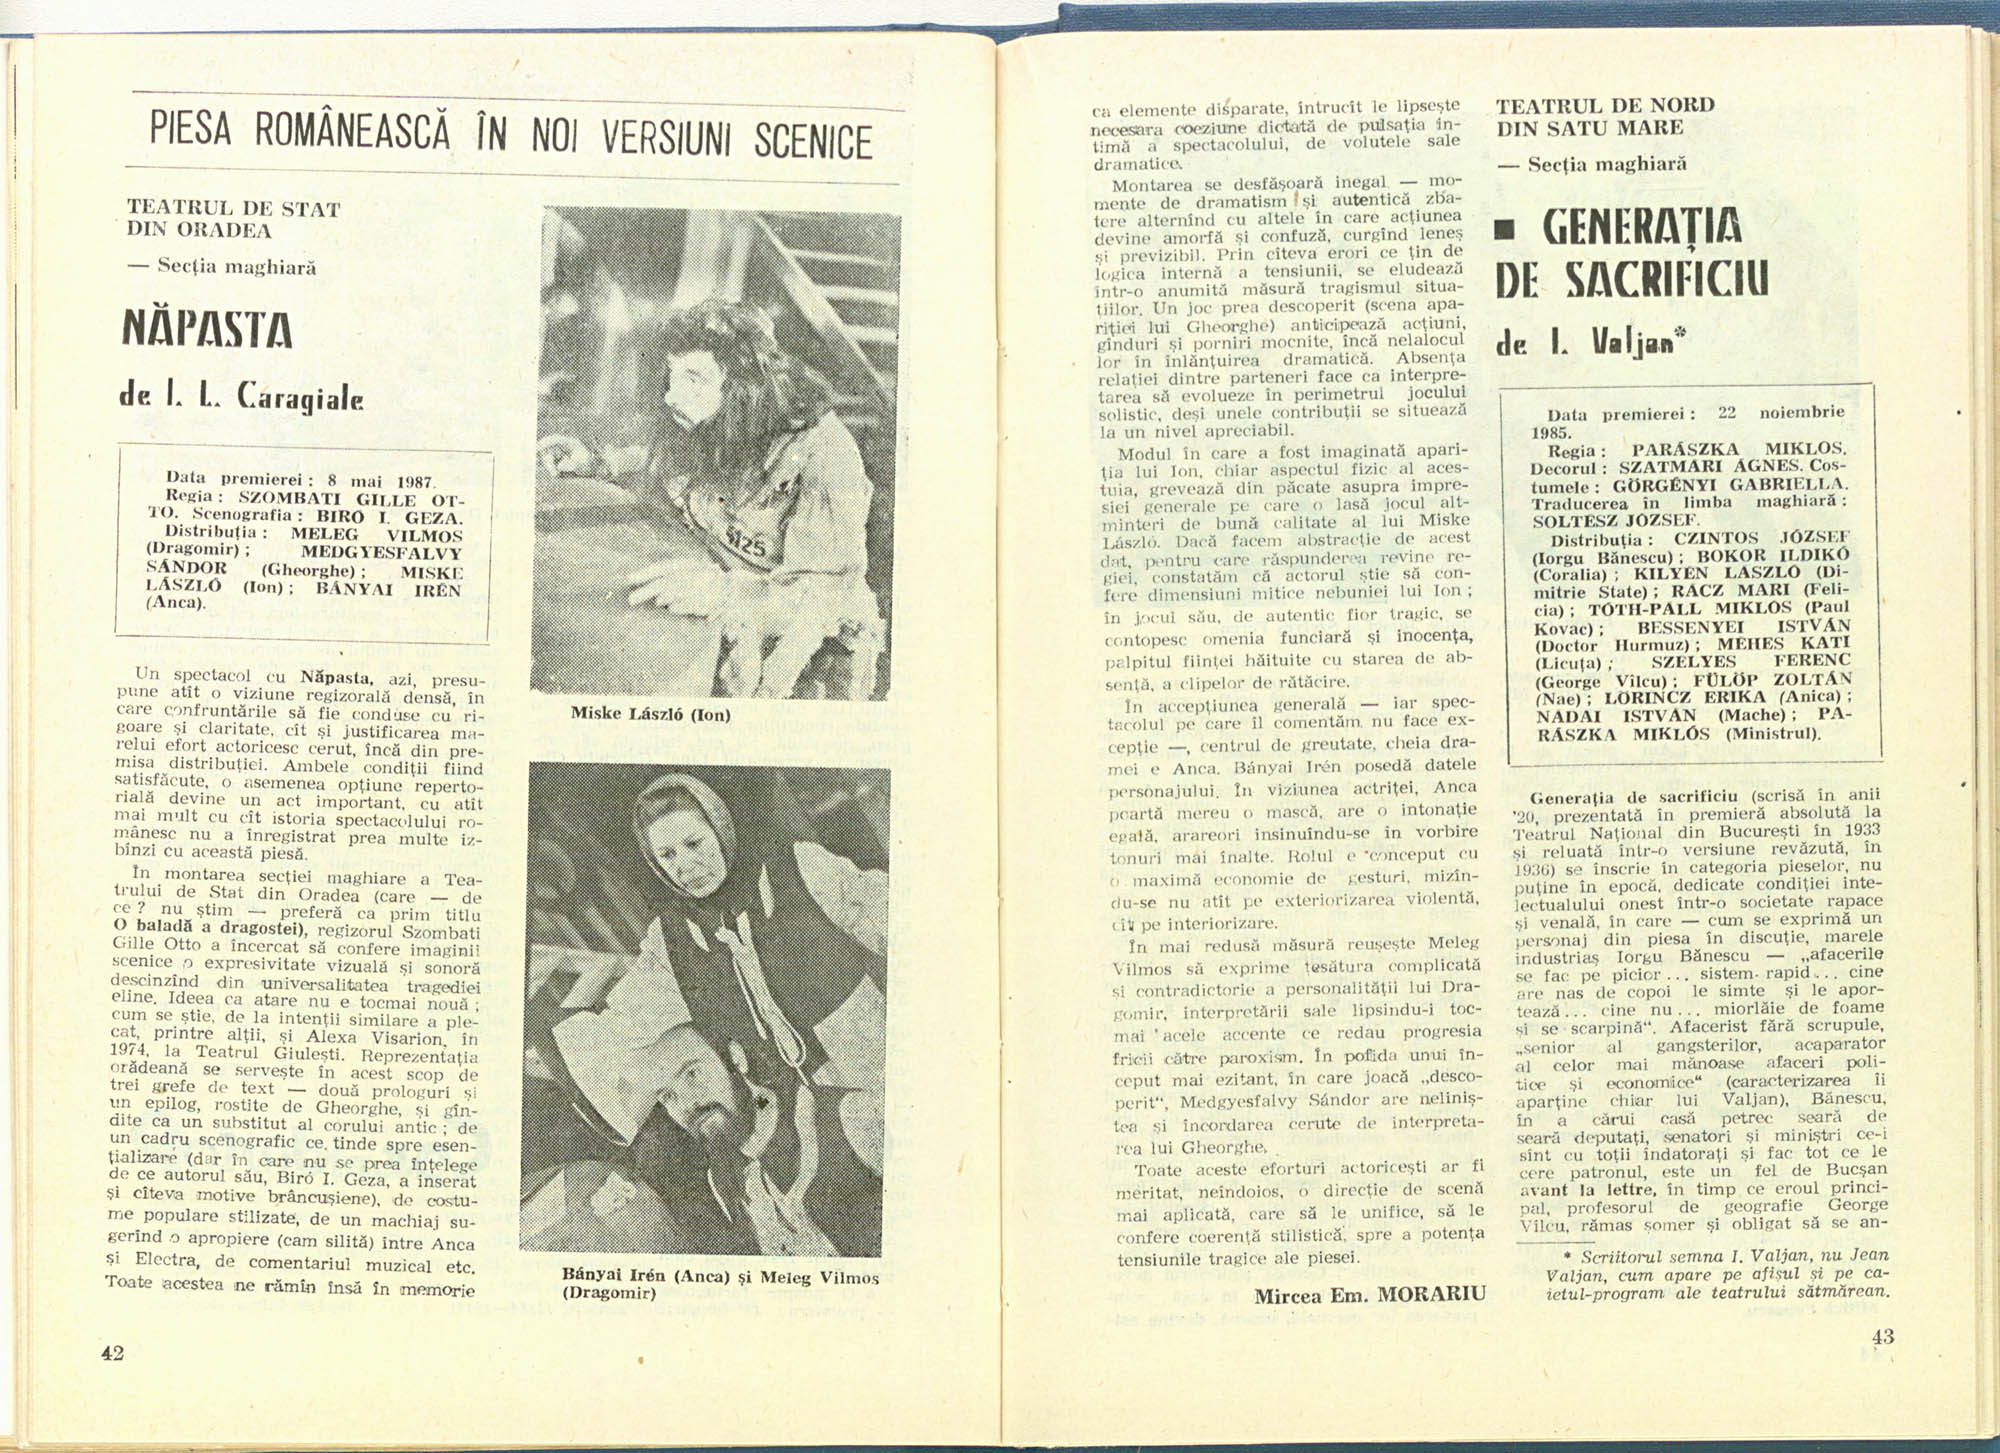 PIESA ROMÂNEASCĂ ÎN NOI VERSIUNI SCENICE
TEATRUL DE STAT
DIN ORADEA
— Secția maghiară
NĂPASTA
de I. L. Caragiale
Data premierei : 8 mai 1987.
Regia : SZOMBATI GILLE OT-
TO. Scenografia : BIRO I. GEZA.
Distribuția : MELEG VILMOS
(Dragomir) ; MEDGYESFALVY
SÁNDOR (Gheorghe) ; MISKE
LÁSZLÓ (Ion) ; BÁNYAI IRÉN
(Anca).
Un spectacol cu Năpasta, azi, presu-
pune atît o viziune regizorală densă, în
care confruntările să fie conduse cu ri-
goare și claritate, cît și justificarea ma-
relui efort actoricesc cerut, încă din pre-
misa distribuției. Ambele condiții fiind
satisfăcute, o asemenea opțiune reperto-
rială devine un act important, cu atît
mai mult cu cît istoria spectacolului ro-
mânesc nu a înregistrat prea multe iz-
bînzi cu această piesă.
În montarea secției maghiare a Tea-
trului de Stat din Oradea (care — de
ce ? nu știm — preferă ca prim titlu
O baladă a dragostei), regizorul Szombati
Gille Otto a încercat să confere imaginii
scenice o expresivitate vizuală și sonoră
descinzînd din universalitatea tragediei
eline. Ideea ca atare nu e tocmai nouă ;
cum se știe, de la intenții similare a ple-
cat, printre alții, și Alexa Visarion, în
1974, la Teatrul Giulești. Reprezentația
orădeană se servește în acest scop de
trei grefe de text — două prologuri și
un epilog, rostite de Gheorghe, și gîn-
dite ca un substitut al corului antic ; de
un cadru scenografic ce tinde spre esen-
țializare (dar în care nu se prea înțelege
de ce autorul său, Biró I. Geza, a inserat
și cîteva motive brâncușiene), de costu-
me populare stilizate, de un machiaj su-
gerînd o apropiere (cam silită) între Anca
și Electra, de comentariul muzical etc.
Toate acestea ne rămîn însă în memorie
5125
Miske László (Ion)
Bányai Irén (Anca) și Meleg Vilmos
(Dragomir)
42
ca elemente disparate, întrucît le lipsește
necesara coeziune dictată de pulsația in-
timă a spectacolului, de volutele sale
dramatice.
Montarea se desfășoară inegal — mo-
mente de dramatism și autentică zba-
tere alternînd cu altele în care acțiunea
devine amorfă și confuză, curgînd leneș
și previzibil. Prin cîteva erori ce țin de
logica internă a tensiunii, se eludează
într-o anumită măsură tragismul situa-
țiilor. Un joc prea descoperit (scena apa-
riției lui Gheorghe) anticipează acțiuni,
gînduri și porniri mocnite, încă nelalocul
lor în înlănțuirea dramatică. Absența
relației dintre parteneri face ca interpre-
tarea să evolueze în perimetrul jocului
solistic, deși unele contribuții se situează
la un nivel apreciabil.
Modul în care a fost imaginată apari-
ția lui Ion, chiar aspectul fizic al aces-
tuia, grevează din păcate asupra impre-
siei generale pe care o lasă jocul alt-
minteri de bună calitate al lui Miske
László. Dacă facem abstracție de acest
dat, pentru care răspunderea revine re-
giei, constatăm că actorul știe să con-
fere dimensiuni mitice nebuniei lui Ion ;
în jocul său, de autentic fior tragic, se
contopesc omenia funciară și inocența,
palpitul ființei hăituite cu starea de ab-
sență, a clipelor de rătăcire.
În accepțiunea generală — iar spec-
tacolul pe care îl comentăm nu face ex-
cepție —, centrul de greutate, cheia dra-
mei e Anca. Bányai Irén posedă datele
personajului. În viziunea actriței, Anca
poartă mereu o mască, are o intonație
egală, arareori insinuîndu-se în vorbire
tonuri mai înalte. Rolul e conceput cu
o maximă economie de gesturi, mizîn-
du-se nu atît pe exteriorizarea violentă,
cît pe interiorizare.
În mai redusă măsură reușește Meleg
Vilmos să exprime țesătura complicată
și contradictorie a personalității lui Dra-
gomir, interpretării sale lipsindu-i toc-
mai acele accente ce redau progresia
fricii către paroxism. În pofida unui în-
ceput mai ezitant, în care joacă „desco-
perit“, Medgyesfalvy Sándor are neliniș-
tea și încordarea cerute de interpreta-
rea lui Gheorghe.
Toate aceste eforturi actoricești ar fi
meritat, neîndoios, o direcție de scenă
mai aplicată, care să le unifice, să le
confere coerență stilistică, spre a potența
tensiunile tragice ale piesei.
Mircea Em. MORARIU
TEATRUL DE NORD
DIN SATU MARE
— Secția maghiară
■ GENERAȚIA
DE SACRIFICIU
de I. Valjan*
Data premierei : 22 noiembrie
1985.
Regia : PARÁSZKA MIKLOS.
Decorul : SZATMARI ÁGNES. Cos-
tumele : GÖRGÉNYI GABRIELLA.
Traducerea în limba maghiară :
SOLTESZ JÓZSEF.
Distribuția : CZINTOS JÓZSEF
(Iorgu Bănescu) ; BOKOR ILDIKÓ
(Coralia) ; KILYÉN LÁSZLÓ (Di-
mitrie State) ; RÁCZ MARI (Feli-
cia) ; TÓTH-PÁLL MIKLOS (Paul
Kovac) ; BESSENYEI ISTVÁN
(Doctor Hurmuz) ; MÉHES KATI
(Licuța) ; SZÉLYES FERENC
(George Vîlcu) ; FÜLÖP ZOLTÁN
(Nae) ; LÖRINCZ ERIKA (Anica) ;
NÁDAI ISTVÁN (Mache) ; PA-
RÁSZKA MIKLÓS (Ministrul).
Generația de sacrificiu (scrisă în anii
'20, prezentată în premieră absolută la
Teatrul Național din București în 1933
și reluată într-o versiune revăzută, în
1936) se înscrie în categoria pieselor, nu
puține în epocă, dedicate condiției inte-
lectualului onest într-o societate rapace
și venală, în care — cum se exprimă un
personaj din piesa în discuție, marele
industriaș Iorgu Bănescu — „afacerile
se fac pe picior... sistem rapid... cine
are nas de copoi le simte și le apor-
tează... cine nu... miorlăie de foame
și se scarpină“. Afacerist fără scrupule,
„senior al gangsterilor, acaparator
al celor mai mănoase afaceri poli-
tice și economice“ (caracterizarea îi
aparține chiar lui Valjan), Bănescu,
în a cărui casă petrec seară de
seară deputați, senatori și miniștri ce-i
sînt cu toții îndatorați și fac tot ce le
cere patronul, este un fel de Bucșan
avant la lettre, în timp ce eroul princi-
pal, profesorul de geografie George
Vîlcu, rămas șomer și obligat să se an-
* Scriitorul semna I. Valjan, nu Jean
Valjan, cum apare pe afișul și pe ca-
ietul-program ale teatrului sătmărean.
43